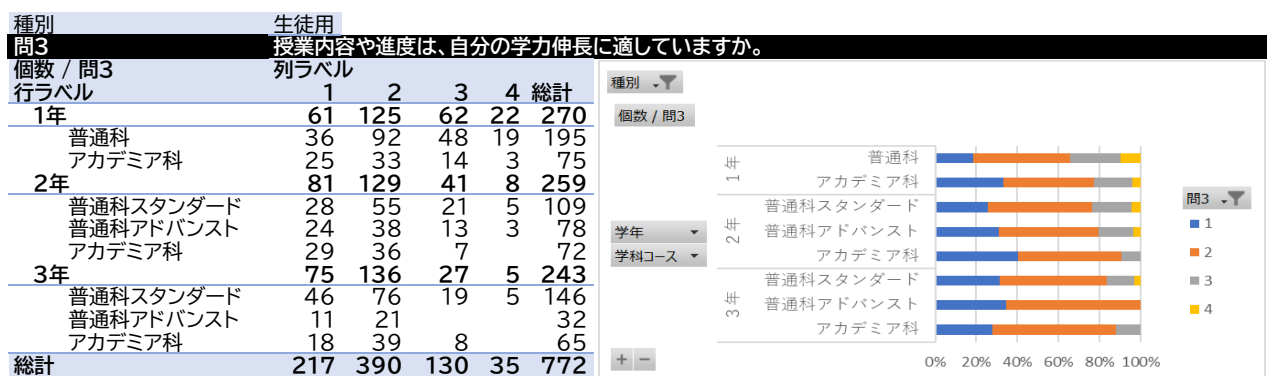 種別 生徒用
問3 授業内容や進度は、自分の学力伸長に適していますか。
個数 / 問3 列ラベル
行ラベル 1 2 3 4 総計
1年 61 125 62 22 270
普通科 36 92 48 19 195
アカデミア科 25 33 14 3 75
2年 81 129 41 8 259
普通科スタンダード 28 55 21 5 109
普通科アドバンスト 24 38 13 3 78
アカデミア科 29 36 7 72
3年 75 136 27 5 243
普通科スタンダード 46 76 19 5 146
普通科アドバンスト 11 21 32
アカデミア科 18 39 8 65
総計 217 390 130 35 772
種別
個数 / 問3
学年
学科コース
1年
普通科
アカデミア科
2年
普通科スタンダード
普通科アドバンスト
アカデミア科
3年
普通科スタンダード
普通科アドバンスト
アカデミア科
0% 20% 40% 60% 80% 100%
問3
1
2
3
4
+ −